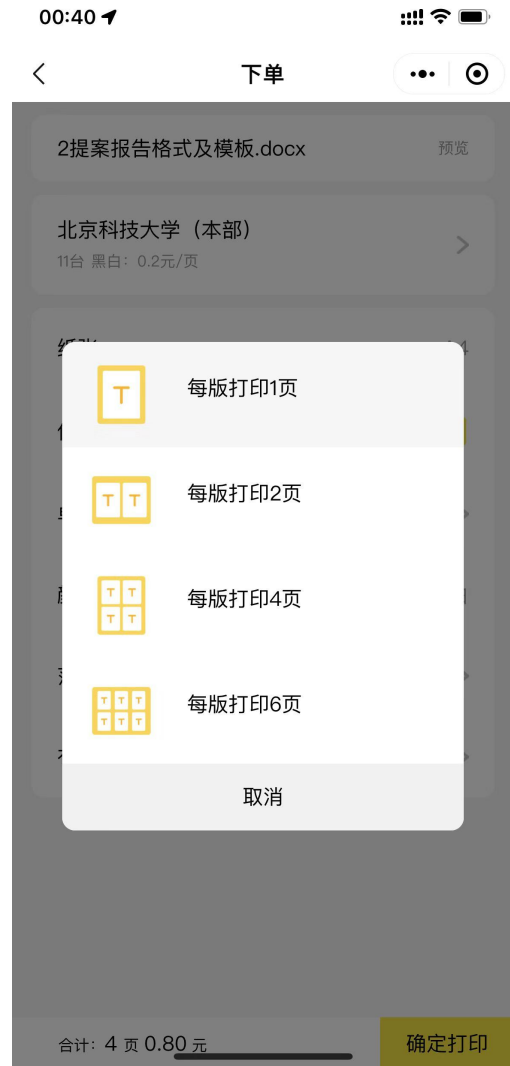 00:40
下单
2提案报告格式及模板.docx 预览
北京科技大学（本部）
11台 黑白：0.2元/页
每版打印1页
每版打印2页
每版打印4页
每版打印6页
取消
合计：4 页 0.80 元 确定打印